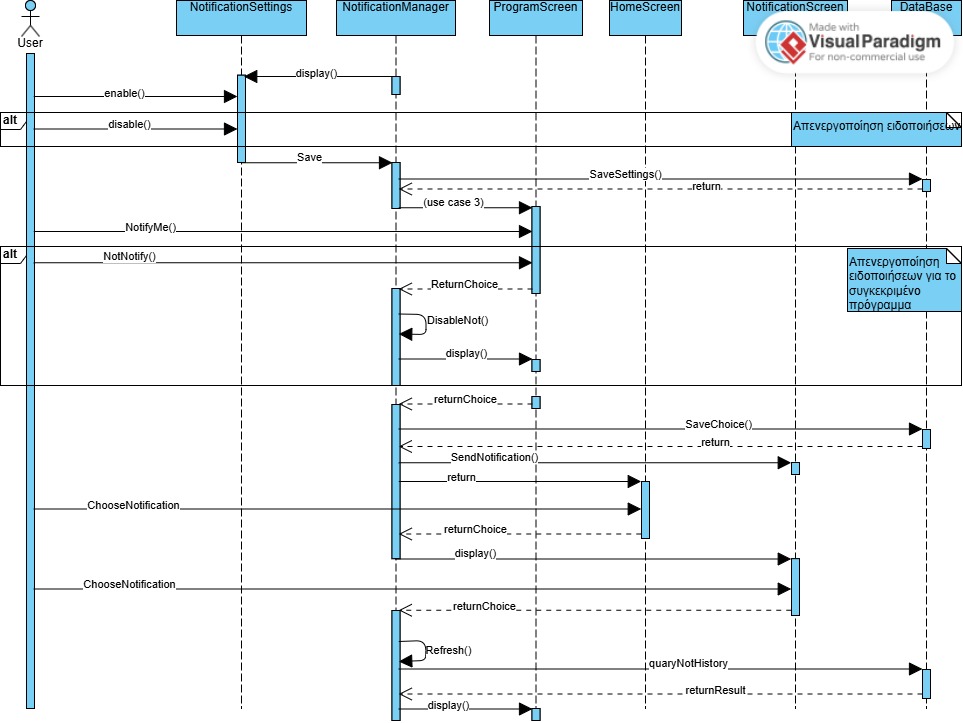 NotificationSettings
NotificationManager
ProgramScreen
HomeScreen
NotificationScreen
DataBase
Made with
VisualParadigm
For non-commercial use
User
display()
enable()
alt
disable()
Απενεργοποίηση ειδοποιήσεων
Save
SaveSettings()
return
(use case 3)
NotifyMe()
alt
NotNotify()
Απενεργοποίηση
ειδοποιήσεων για το
συγκεκριμένο
πρόγραμμα
ReturnChoice
DisableNot()
display()
returnChoice
SaveChoice()
return
SendNotification()
return
ChooseNotification
returnChoice
display()
ChooseNotification
returnChoice
Refresh()
quaryNotHistory
returnResult
display()